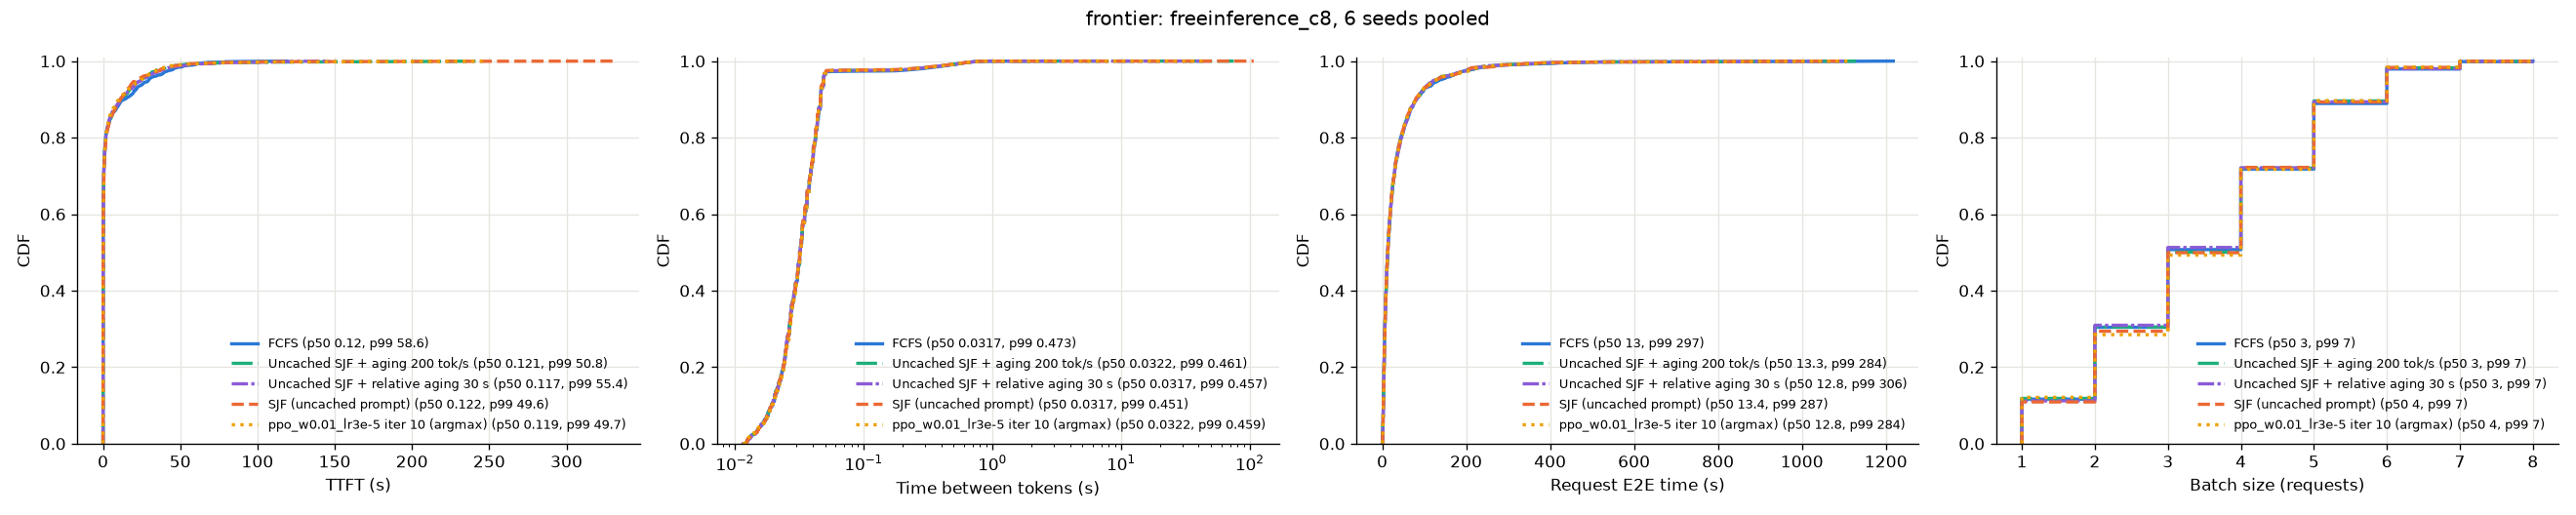 frontier: freeinference_c8, 6 seeds pooled
CDF
1.0
0.8
0.6
0.4
0.2
0.0
FCFS (p50 0.12, p99 58.6)
Uncached SJF + aging 200 tok/s (p50 0.121, p99 50.8)
Uncached SJF + relative aging 30 s (p50 0.117, p99 55.4)
SJF (uncached prompt) (p50 0.122, p99 49.6)
ppo_w0.01_lr3e-5 iter 10 (argmax) (p50 0.119, p99 49.7)
0 50 100 150 200 250 300
TTFT (s)
CDF
1.0
0.8
0.6
0.4
0.2
0.0
FCFS (p50 0.0317, p99 0.473)
Uncached SJF + aging 200 tok/s (p50 0.0322, p99 0.461)
Uncached SJF + relative aging 30 s (p50 0.0317, p99 0.457)
SJF (uncached prompt) (p50 0.0317, p99 0.451)
ppo_w0.01_lr3e-5 iter 10 (argmax) (p50 0.0322, p99 0.459)
10⁻² 10⁻¹ 10⁰ 10¹ 10²
Time between tokens (s)
CDF
1.0
0.8
0.6
0.4
0.2
0.0
FCFS (p50 13, p99 297)
Uncached SJF + aging 200 tok/s (p50 13.3, p99 284)
Uncached SJF + relative aging 30 s (p50 12.8, p99 306)
SJF (uncached prompt) (p50 13.4, p99 287)
ppo_w0.01_lr3e-5 iter 10 (argmax) (p50 12.8, p99 284)
0 200 400 600 800 1000 1200
Request E2E time (s)
CDF
1.0
0.8
0.6
0.4
0.2
0.0
FCFS (p50 3, p99 7)
Uncached SJF + aging 200 tok/s (p50 3, p99 7)
Uncached SJF + relative aging 30 s (p50 3, p99 7)
SJF (uncached prompt) (p50 4, p99 7)
ppo_w0.01_lr3e-5 iter 10 (argmax) (p50 4, p99 7)
1 2 3 4 5 6 7 8
Batch size (requests)